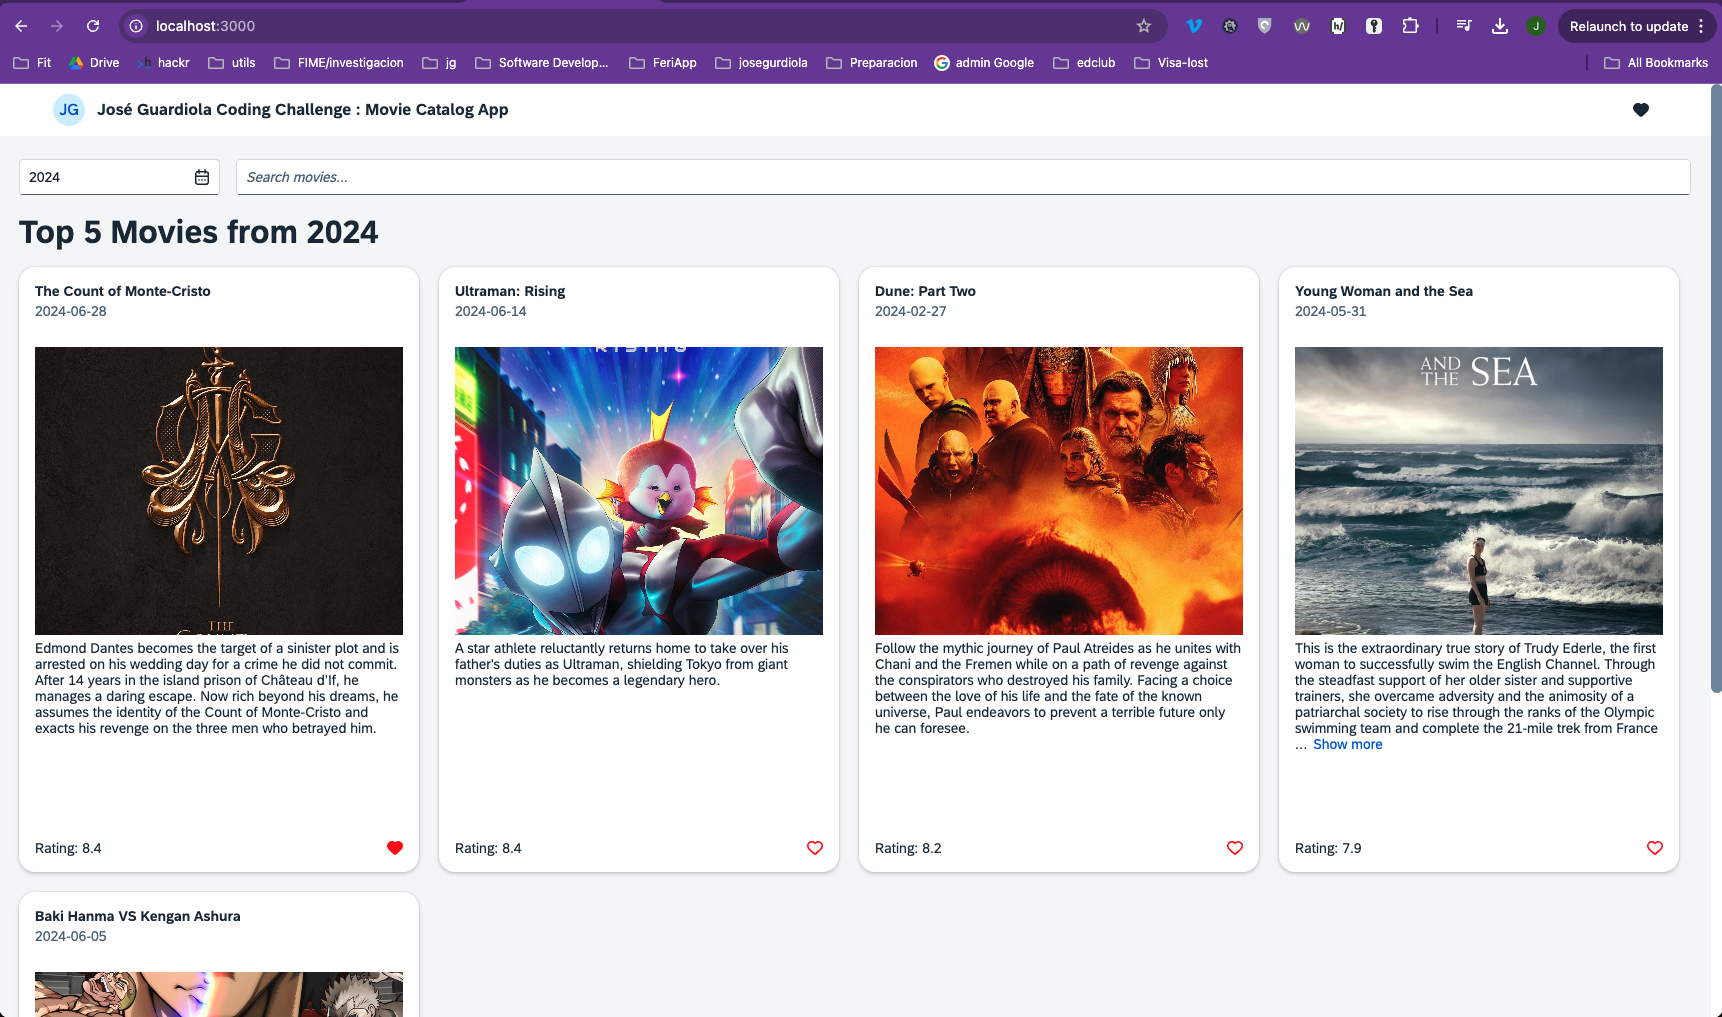 localhost:3000
Relaunch to update
Fit
Drive
hackr
utils
FIME/investigacion
jg
Software Develop...
FeriApp
josegurdiola
Preparacion
admin Google
edclub
Visa-lost
All Bookmarks
JG
José Guardiola Coding Challenge : Movie Catalog App
2024
Search movies...
Top 5 Movies from 2024
The Count of Monte-Cristo
2024-06-28
THE
Edmond Dantes becomes the target of a sinister plot and is
arrested on his wedding day for a crime he did not commit.
After 14 years in the island prison of Château d'If, he
manages a daring escape. Now rich beyond his dreams, he
assumes the identity of the Count of Monte-Cristo and
exacts his revenge on the three men who betrayed him.
Rating: 8.4
Ultraman: Rising
2024-06-14
A star athlete reluctantly returns home to take over his
father's duties as Ultraman, shielding Tokyo from giant
monsters as he becomes a legendary hero.
Rating: 8.4
Dune: Part Two
2024-02-27
Follow the mythic journey of Paul Atreides as he unites with
Chani and the Fremen while on a path of revenge against
the conspirators who destroyed his family. Facing a choice
between the love of his life and the fate of the known
universe, Paul endeavors to prevent a terrible future only
he can foresee.
Rating: 8.2
Young Woman and the Sea
2024-05-31
AND THE SEA
This is the extraordinary true story of Trudy Ederle, the first
woman to successfully swim the English Channel. Through
the steadfast support of her older sister and supportive
trainers, she overcame adversity and the animosity of a
patriarchal society to rise through the ranks of the Olympic
swimming team and complete the 21-mile trek from France
... Show more
Rating: 7.9
Baki Hanma VS Kengan Ashura
2024-06-05